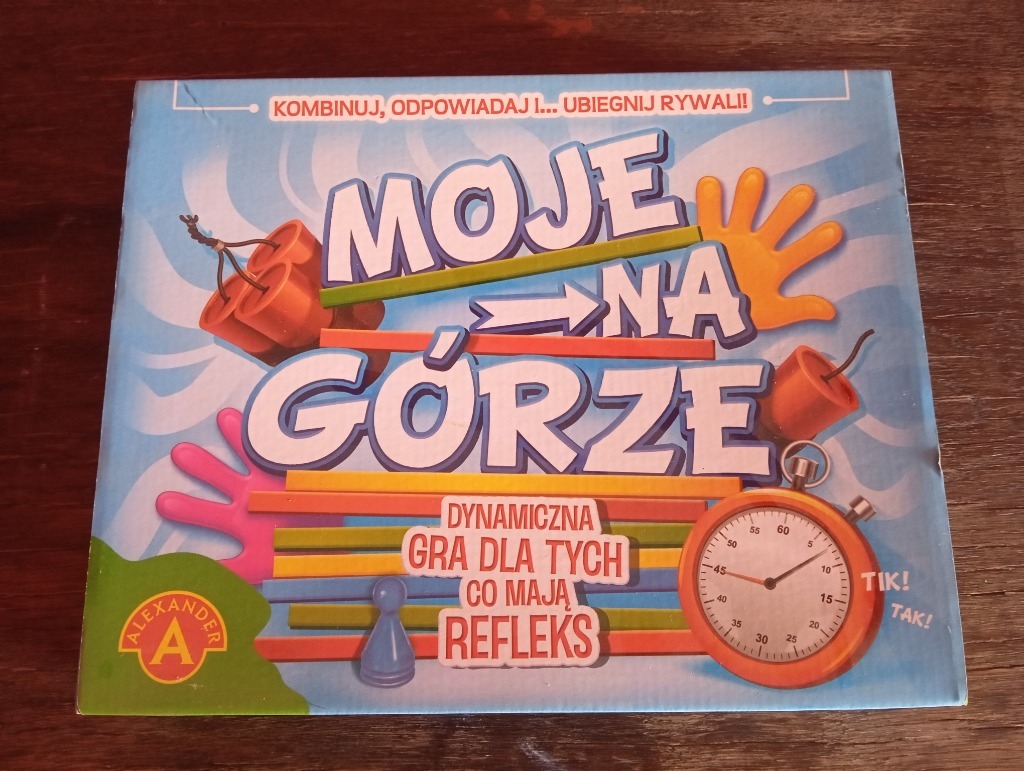 KOMBINUJ, ODPOWIADAJ I... UBIEGNIJ RYWALI!
MOJE
NA
GÓRZE
DYNAMICZNA
GRA DLA TYCH
CO MAJĄ
REFLEKS
ALEXANDER
A
60
5
10
15
20
25
30
35
40
45
50
55
TIK!
TAK!